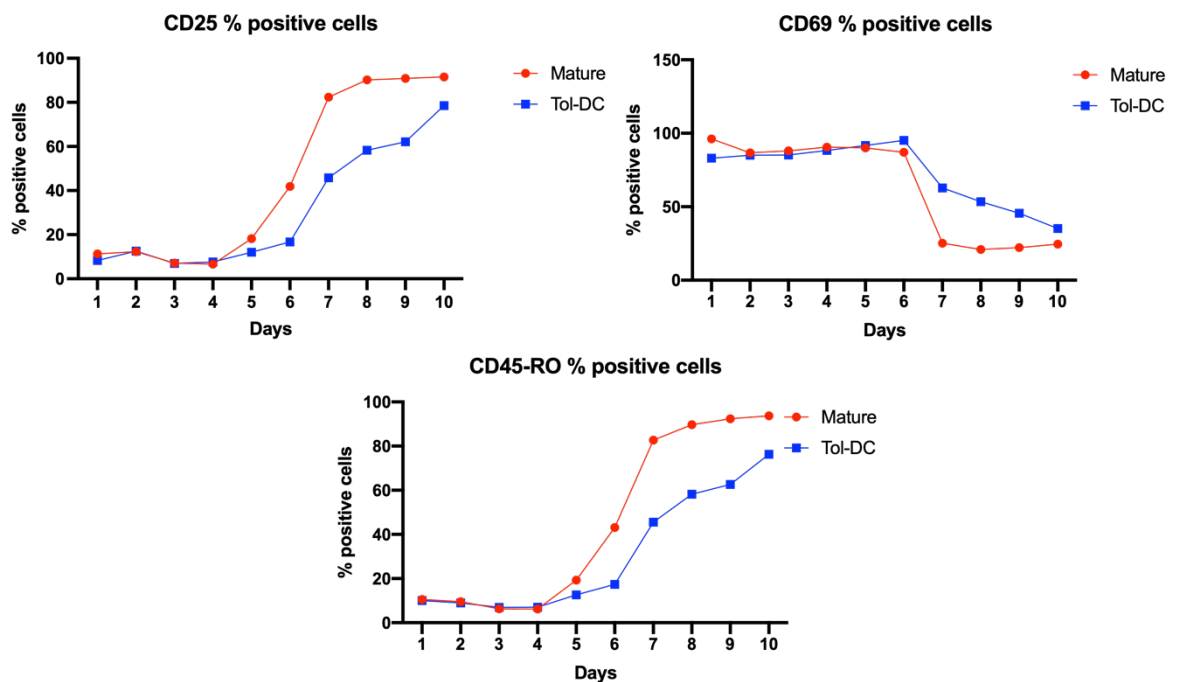 CD25 % positive cells
100
80
60
40
20
0
% positive cells
1 2 3 4 5 6 7 8 9 10
Days
Mature
Tol-DC
CD69 % positive cells
150
100
50
0
% positive cells
1 2 3 4 5 6 7 8 9 10
Days
Mature
Tol-DC
CD45-RO % positive cells
100
80
60
40
20
0
% positive cells
1 2 3 4 5 6 7 8 9 10
Days
Mature
Tol-DC